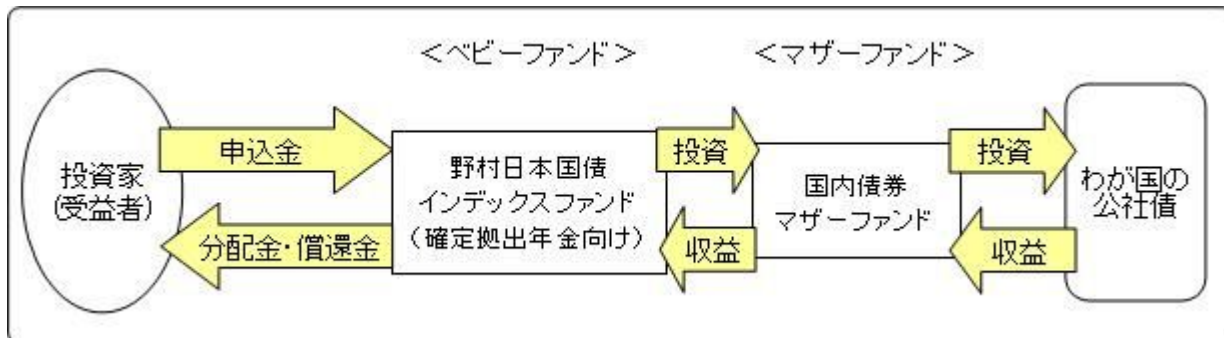 ＜ベビーファンド＞
＜マザーファンド＞
投資家
(受益者)
申込金
分配金・償還金
野村日本国債
インデックスファンド
（確定拠出年金向け）
投資
収益
国内債券
マザーファンド
投資
収益
わが国の
公社債